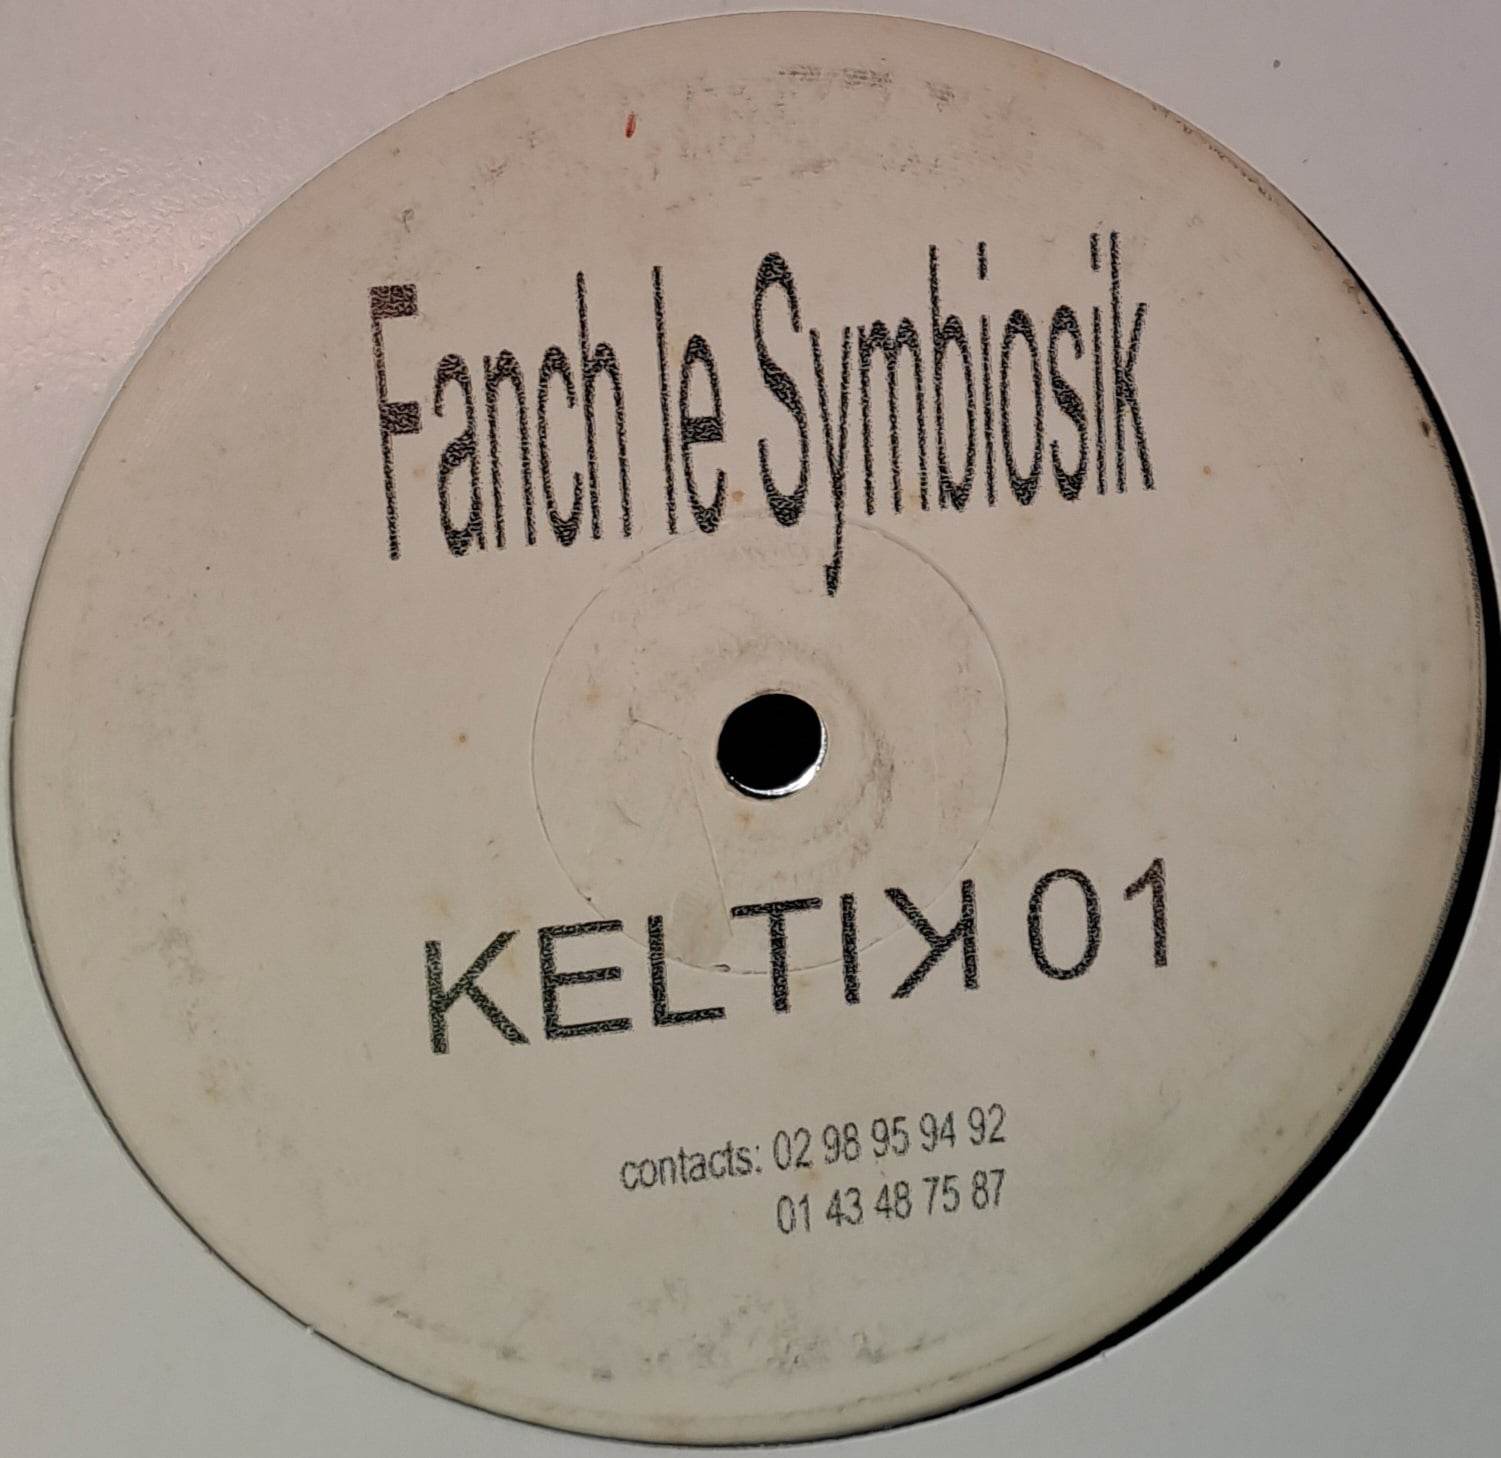 Fanch le Symbiosik
KELTIK 01
contacts: 02 98 95 94 92
01 43 48 75 87